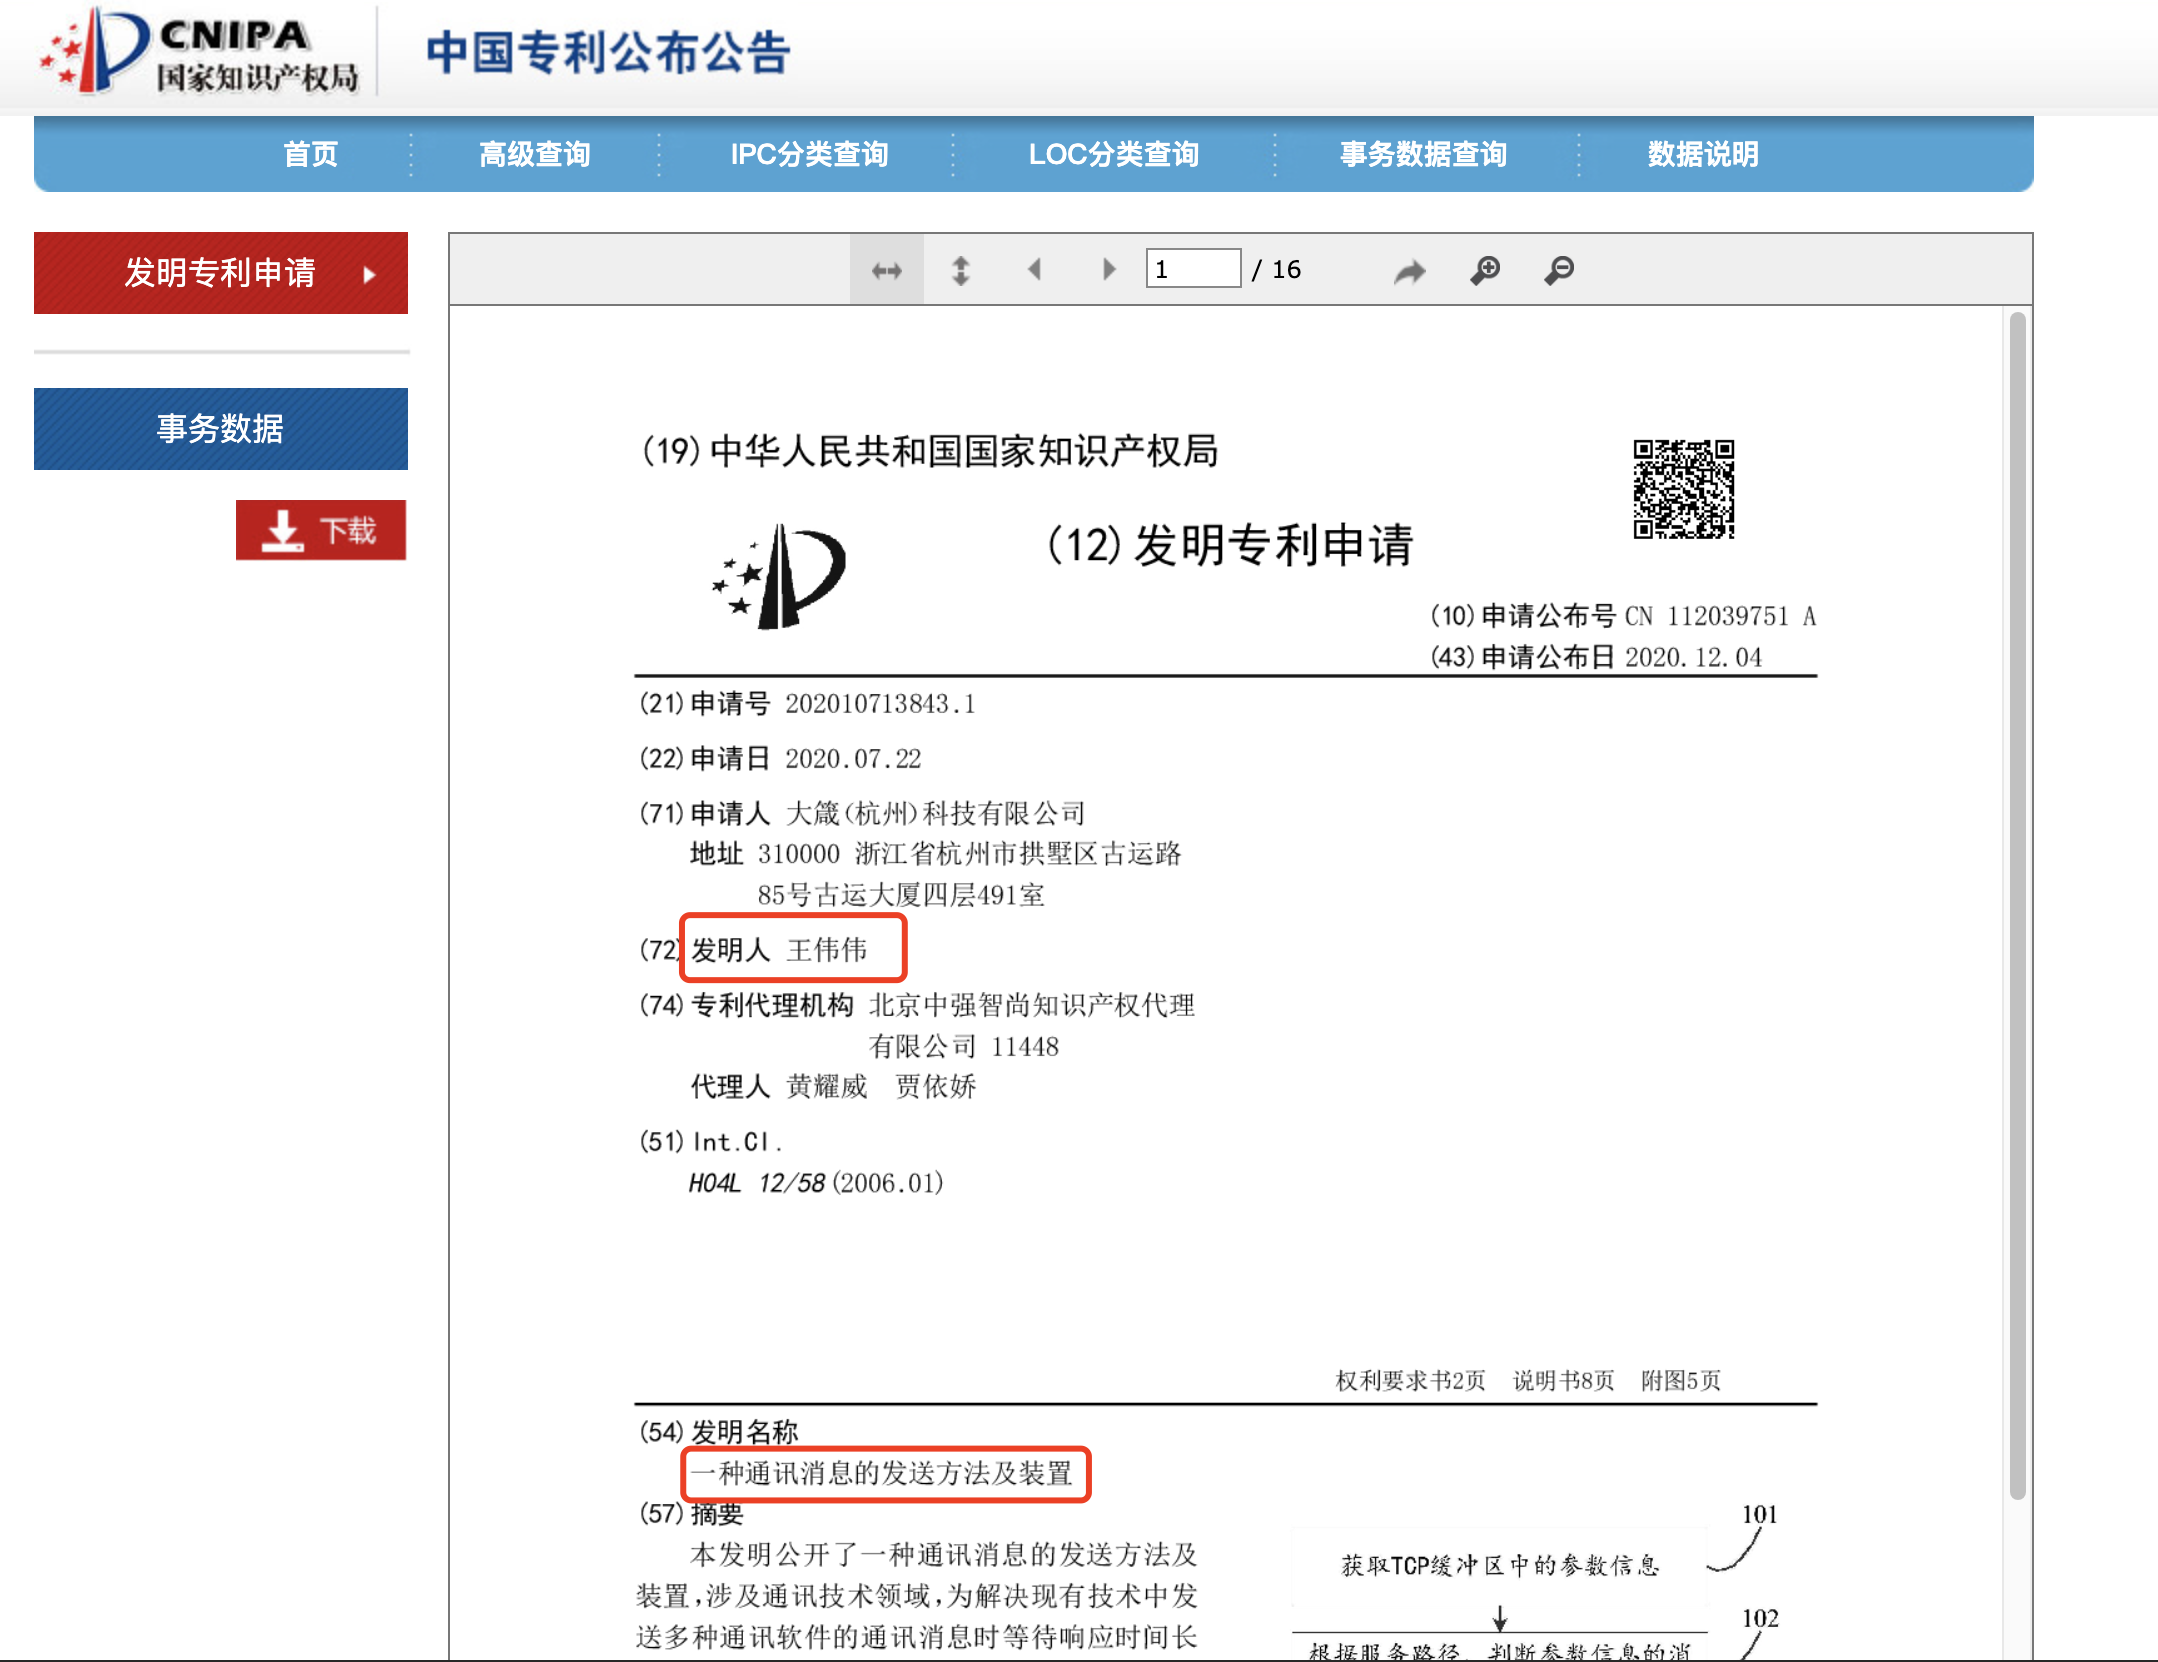 CNIPA
国家知识产权局
中国专利公布公告
首页 高级查询 IPC分类查询 LOC分类查询 事务数据查询 数据说明
发明专利申请
事务数据
下载
1 / 16
(19)中华人民共和国国家知识产权局
(12)发明专利申请
(10)申请公布号 CN 112039751 A
(43)申请公布日 2020.12.04
(21)申请号 202010713843.1
(22)申请日 2020.07.22
(71)申请人 大箴(杭州)科技有限公司
地址 310000 浙江省杭州市拱墅区古运路
85号古运大厦四层491室
(72)发明人 王伟伟
(74)专利代理机构 北京中强智尚知识产权代理
有限公司 11448
代理人 黄耀威 贾依娇
(51)Int.Cl.
H04L 12/58(2006.01)
权利要求书2页 说明书8页 附图5页
(54)发明名称
一种通讯消息的发送方法及装置
(57)摘要
本发明公开了一种通讯消息的发送方法及
装置,涉及通讯技术领域,为解决现有技术中发
送多种通讯软件的通讯消息时等待响应时间长
101
获取TCP缓冲区中的参数信息
102
根据服务路径、判断参数信息的消